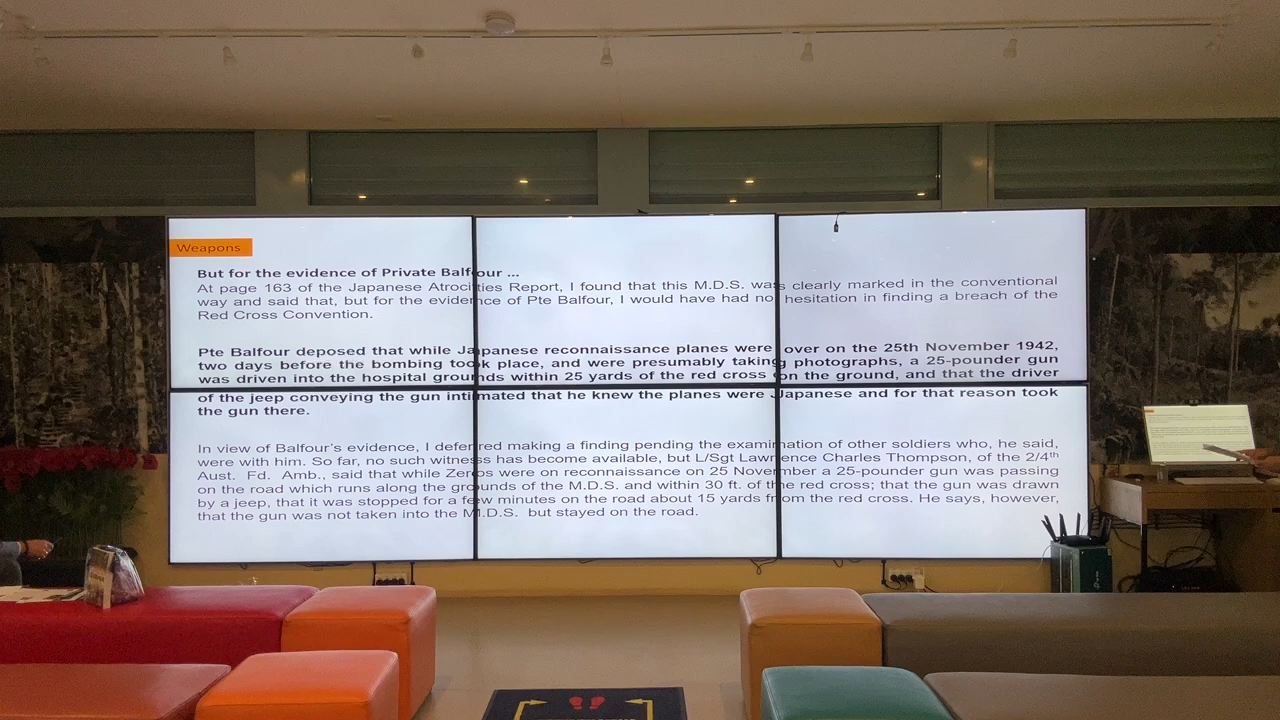 Weapons
But for the evidence of Private Balfour ...
At page 163 of the Japanese Atrocities Report, I found that this M.D.S. was clearly marked in the conventional
way and said that, but for the evidence of Pte Balfour, I would have had no hesitation in finding a breach of the
Red Cross Convention.
Pte Balfour deposed that while Japanese reconnaissance planes were over on the 25th November 1942,
two days before the bombing took place, and were presumably taking photographs, a 25-pounder gun
was driven into the hospital grounds within 25 yards of the red cross on the ground, and that the driver
of the jeep conveying the gun intimated that he knew the planes were Japanese and for that reason took
the gun there.
In view of Balfour's evidence, I deferred making a finding pending the examination of other soldiers who, he said,
were with him. So far, no such witness has become available, but L/Sgt Lawrence Charles Thompson, of the 2/4th
Aust. Fd. Amb., said that while Zeros were on reconnaissance on 25 November a 25-pounder gun was passing
on the road which runs along the grounds of the M.D.S. and within 30 ft. of the red cross; that the gun was drawn
by a jeep, that it was stopped for a few minutes on the road about 15 yards from the red cross. He says, however,
that the gun was not taken into the M.D.S. but stayed on the road.